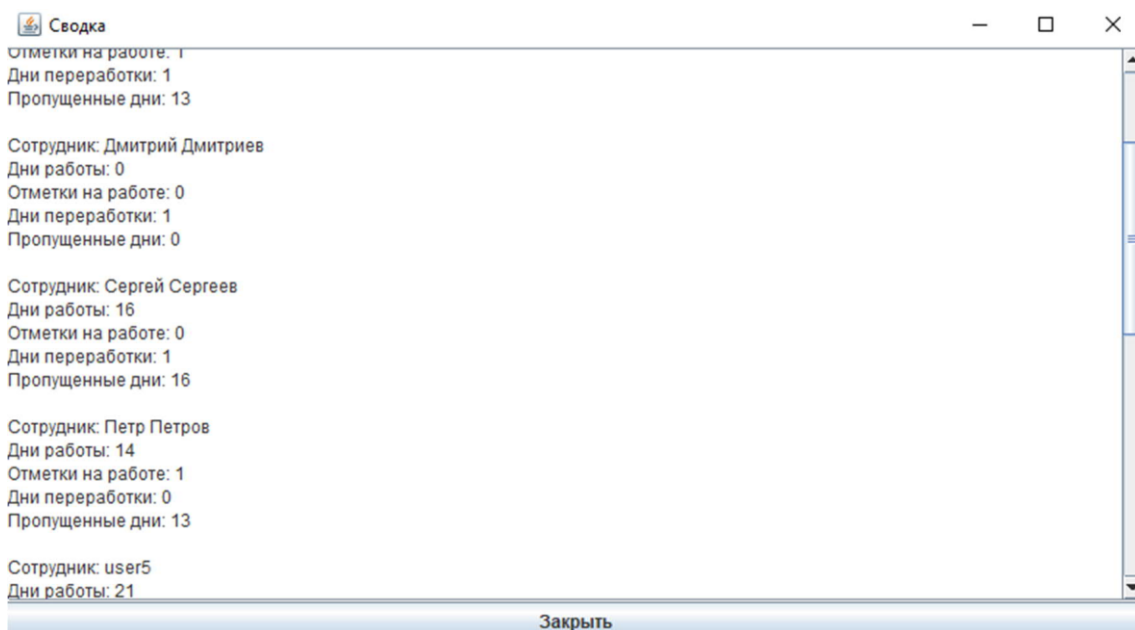 Сводка
Отметки на работе: 1
Дни переработки: 1
Пропущенные дни: 13
Сотрудник: Дмитрий Дмитриев
Дни работы: 0
Отметки на работе: 0
Дни переработки: 1
Пропущенные дни: 0
Сотрудник: Сергей Сергеев
Дни работы: 16
Отметки на работе: 0
Дни переработки: 1
Пропущенные дни: 16
Сотрудник: Петр Петров
Дни работы: 14
Отметки на работе: 1
Дни переработки: 0
Пропущенные дни: 13
Сотрудник: user5
Дни работы: 21
Закрыть